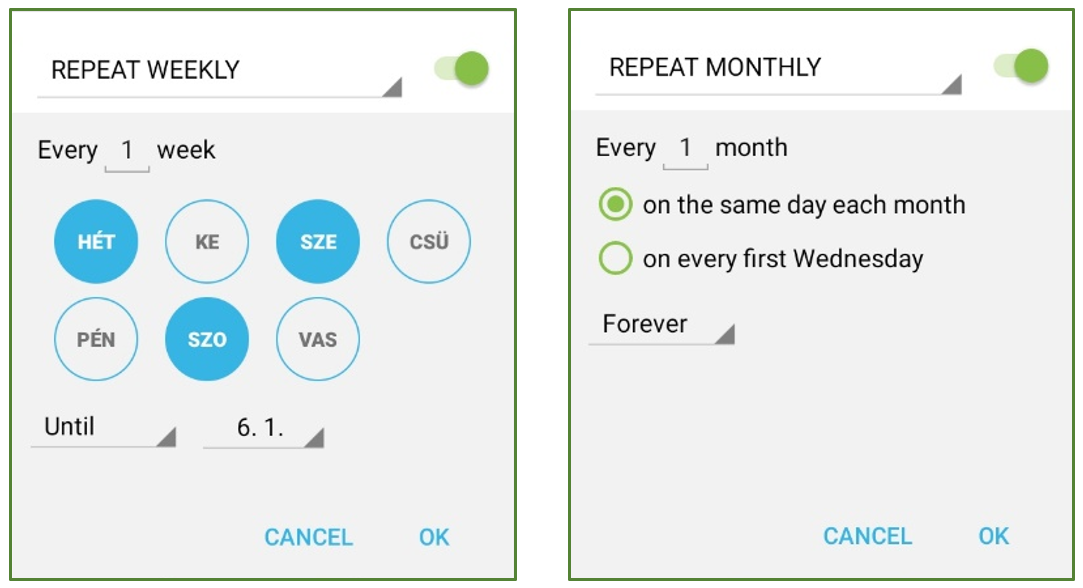 REPEAT WEEKLY
Every 1 week
HÉT KE SZE CSÜ
PÉN SZO VAS
Until 6. 1.
CANCEL OK
REPEAT MONTHLY
Every 1 month
on the same day each month
on every first Wednesday
Forever
CANCEL OK